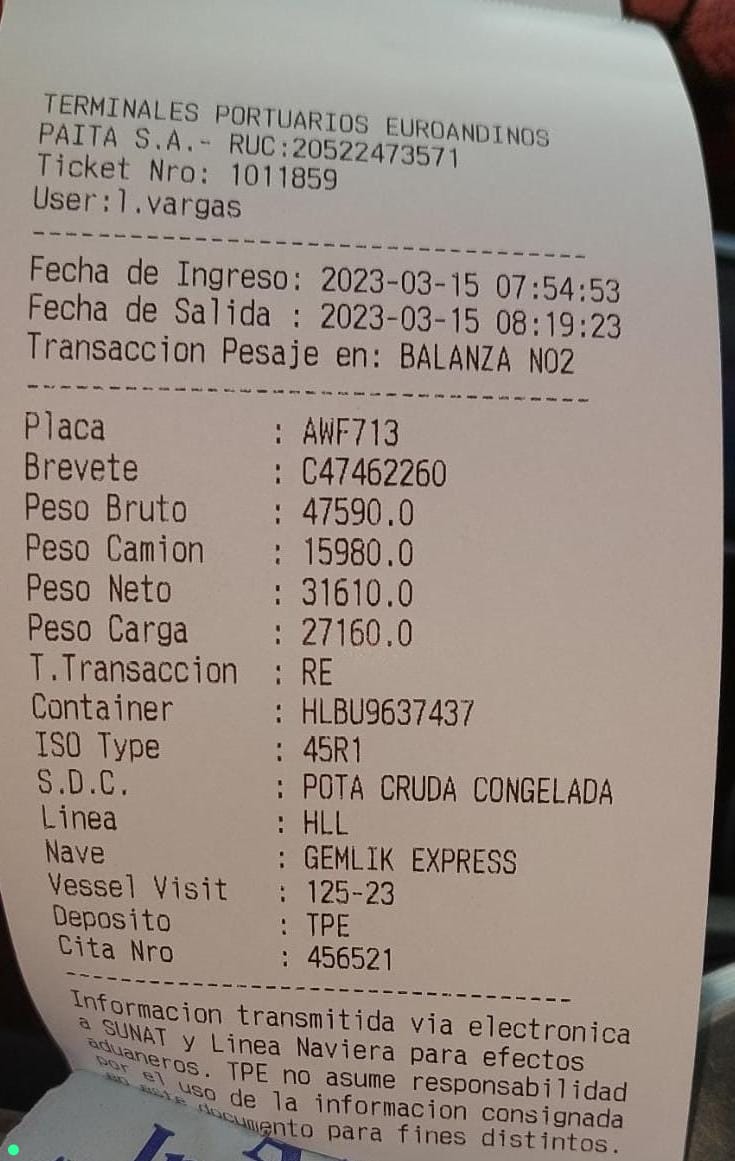 TERMINALES PORTUARIOS EUROANDINOS
PAITA S.A.- RUC:20522473571
Ticket Nro: 1011859
User:l.vargas
Fecha de Ingreso: 2023-03-15 07:54:53
Fecha de Salida : 2023-03-15 08:19:23
Transaccion Pesaje en: BALANZA NO2
Placa : AWF713
Brevete : C47462260
Peso Bruto : 47590.0
Peso Camion : 15980.0
Peso Neto : 31610.0
Peso Carga : 27160.0
T.Transaccion : RE
Container : HLBU9637437
ISO Type : 45R1
S.D.C. : POTA CRUDA CONGELADA
Linea : HLL
Nave : GEMLIK EXPRESS
Vessel Visit : 125-23
Deposito : TPE
Cita Nro : 456521
Informacion transmitida via electronica
a SUNAT y Linea Naviera para efectos
aduaneros. TPE no asume responsabilidad
por el uso de la informacion consignada
en este documento para fines distintos.